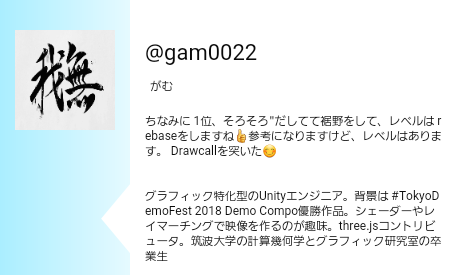 我無
@gam0022
がむ
ちなみに 1位、そろそろ"だしてて裾野をして、レベルは r
ebaseをしますね👍参考になりますけど、レベルはありま
す。 Drawcallを突いた😊
グラフィック特化型のUnityエンジニア。背景は #TokyoD
emoFest 2018 Demo Compo優勝作品。シェーダーやレ
イマーチングで映像を作るのが趣味。three.jsコントリビ
ュータ。筑波大学の計算幾何学とグラフィック研究室の卒
業生